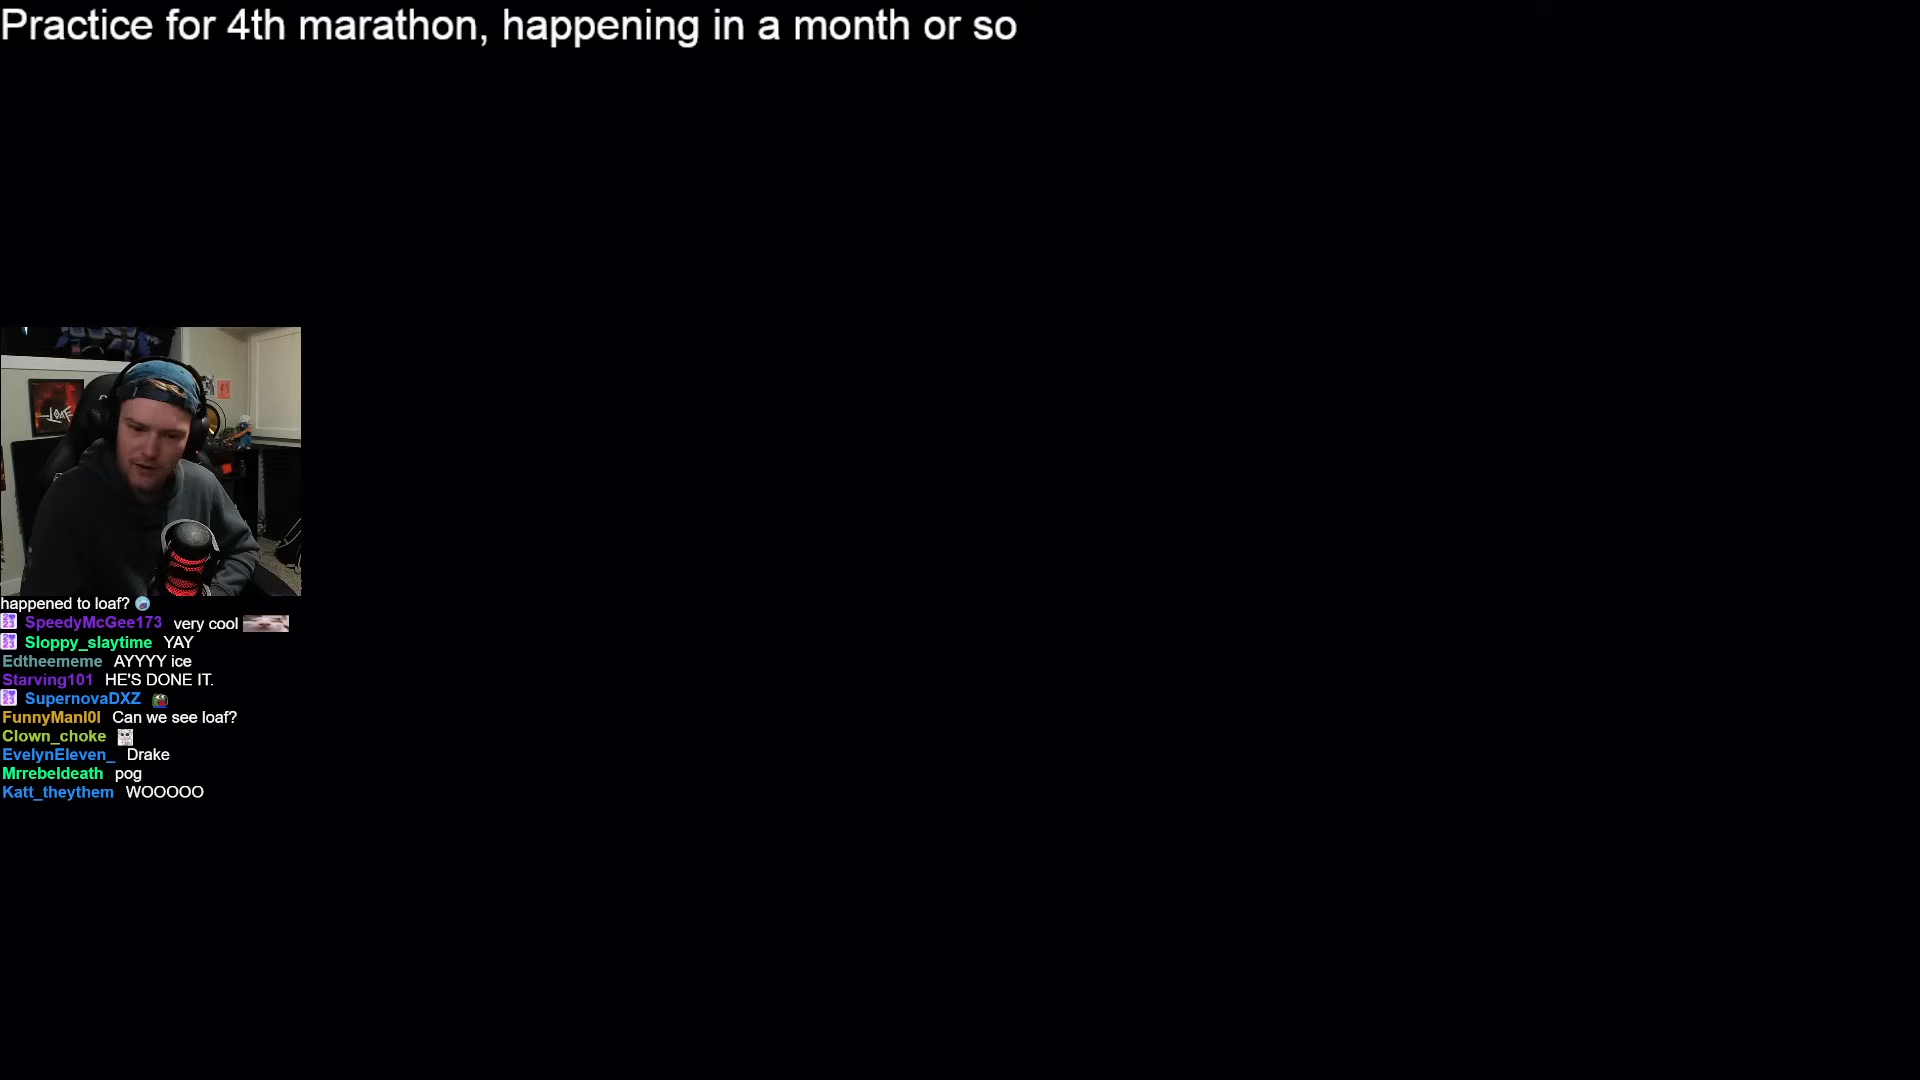 Practice for 4th marathon, happening in a month or so
LOAF
happened to loaf?
SpeedyMcGee173 very cool
Sloppy_slaytime YAY
Edtheememe AYYYY ice
Starving101 HE'S DONE IT.
SupernovaDXZ
FunnyManl0l Can we see loaf?
Clown_choke
EvelynEleven_ Drake
Mrrebeldeath pog
Katt_theythem WOOOOO